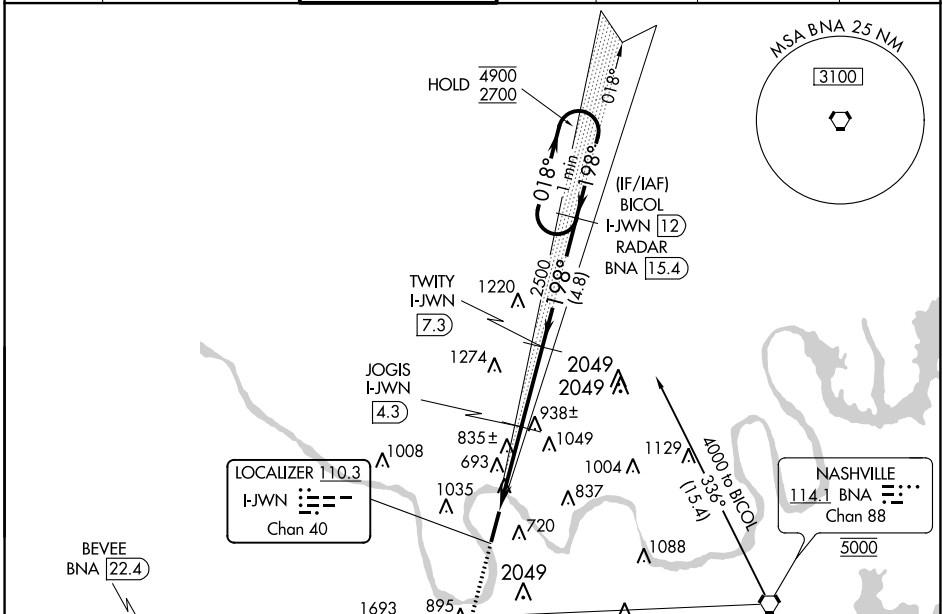 MSA BNA 25 NM
3100
HOLD 4900
2700
018°
018°
1 min
198°
(IF/IAF)
BICOL
I-JWN 12
RADAR
BNA 15.4
2500
198°
(4.8)
TWITY
I-JWN
7.3
1220
1274
JOGIS
I-JWN
4.3
2049
2049
938±
835±
1049
1008
693
1004
1129
4000 to BICOL
336°
(15.4)
LOCALIZER 110.3
I-JWN
Chan 40
1035
837
720
NASHVILLE
114.1 BNA
Chan 88
5000
1088
BEVEE
BNA 22.4
2049
1693
895